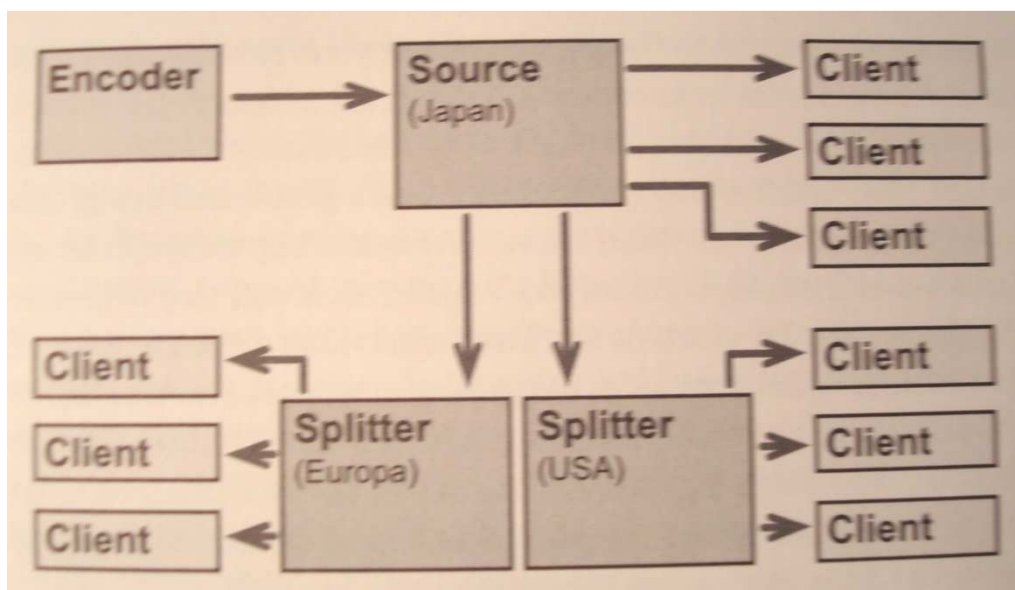 Encoder
Source
(Japan)
Client
Client
Client
Client
Client
Client
Splitter
(Europa)
Splitter
(USA)
Client
Client
Client